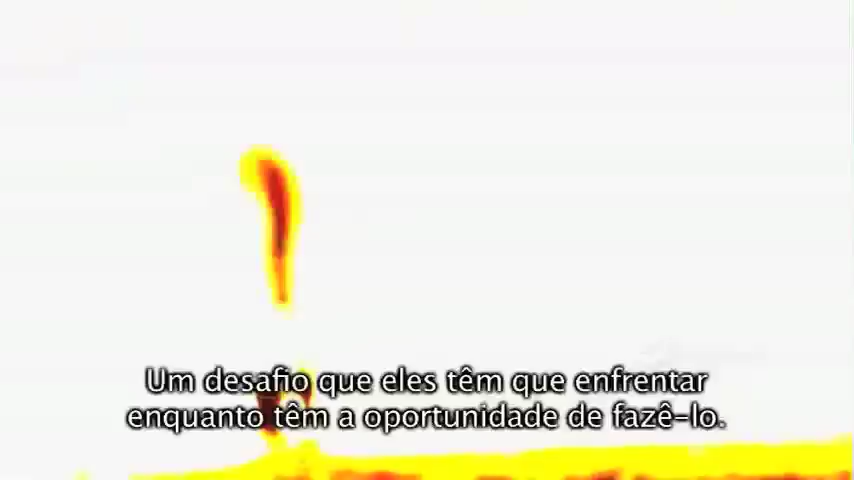 Um desafio que eles têm que enfrentar
enquanto têm a oportunidade de fazê-lo.